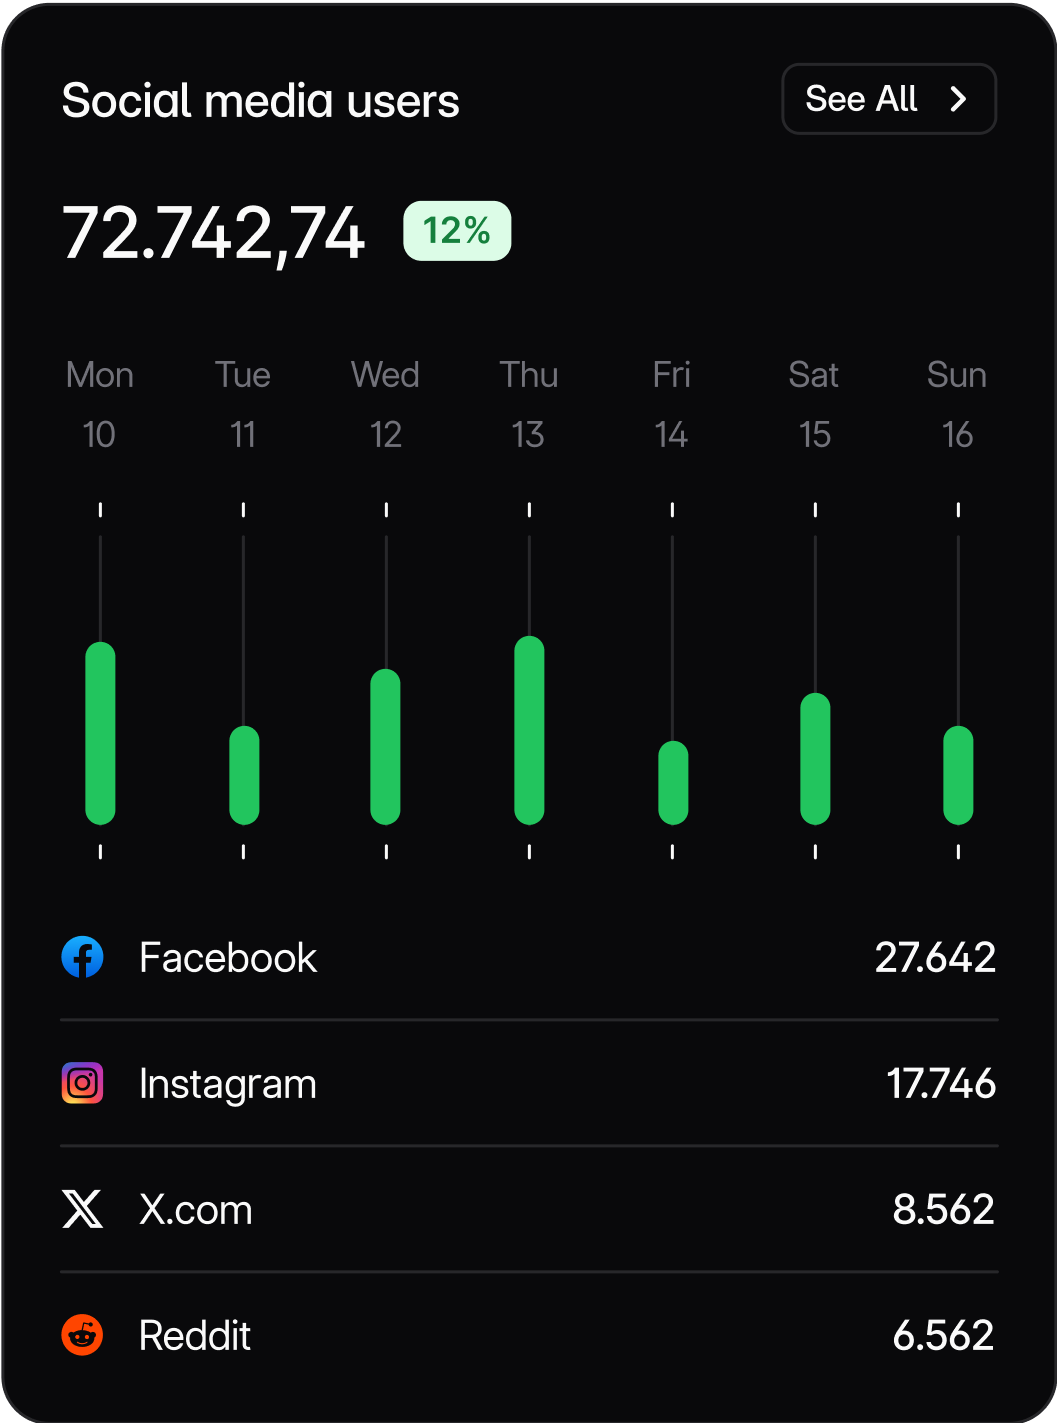 Social media users
See All
72.742,74
12%
Mon Tue Wed Thu Fri Sat Sun
10 11 12 13 14 15 16
Facebook 27.642
Instagram 17.746
X.com 8.562
Reddit 6.562